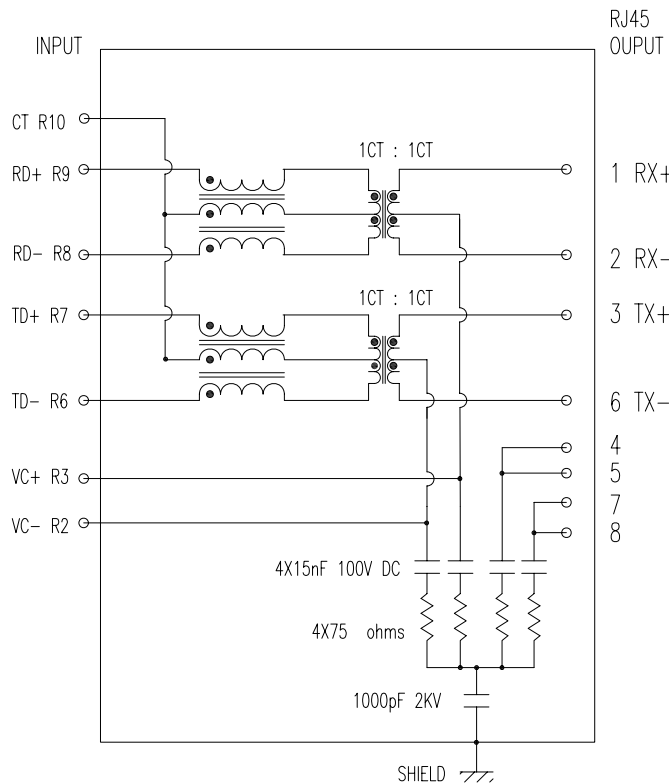 RJ45
INPUT OUPUT
CT R10
1CT : 1CT
RD+ R9 1 RX+
RD- R8 2 RX-
1CT : 1CT
TD+ R7 3 TX+
TD- R6 6 TX-
4
VC+ R3 5
7
VC- R2 8
4X15nF 100V DC
4X75 ohms
1000pF 2KV
SHIELD